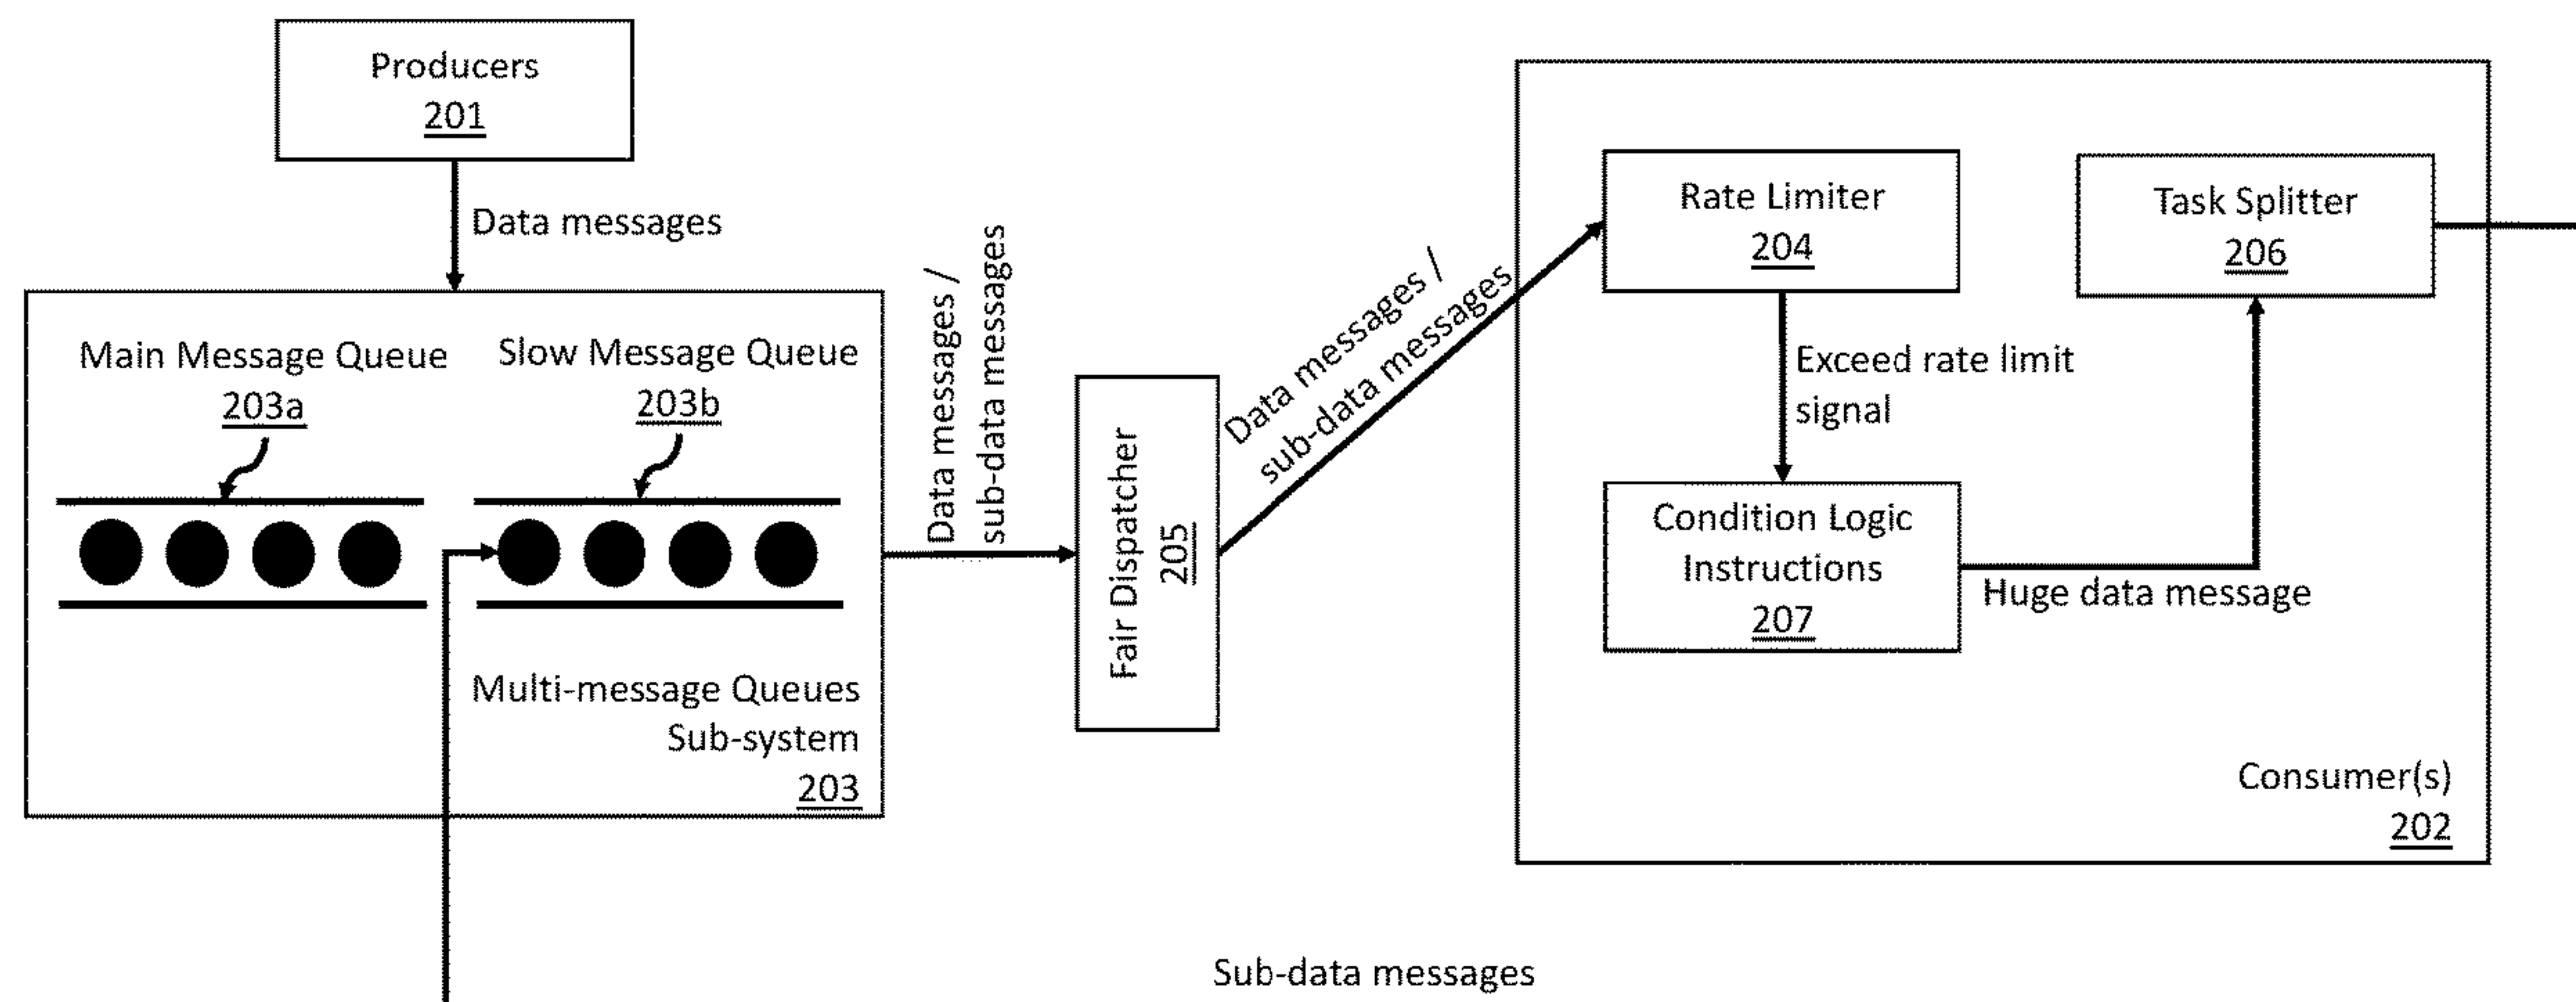 Producers
201
Data messages
Main Message Queue
203a
Slow Message Queue
203b
Multi-message Queues
Sub-system
203
Data messages /
sub-data messages
Fair Dispatcher
205
Data messages /
sub-data messages
Rate Limiter
204
Task Splitter
206
Exceed rate limit
signal
Condition Logic
Instructions
207
Huge data message
Consumer(s)
202
Sub-data messages